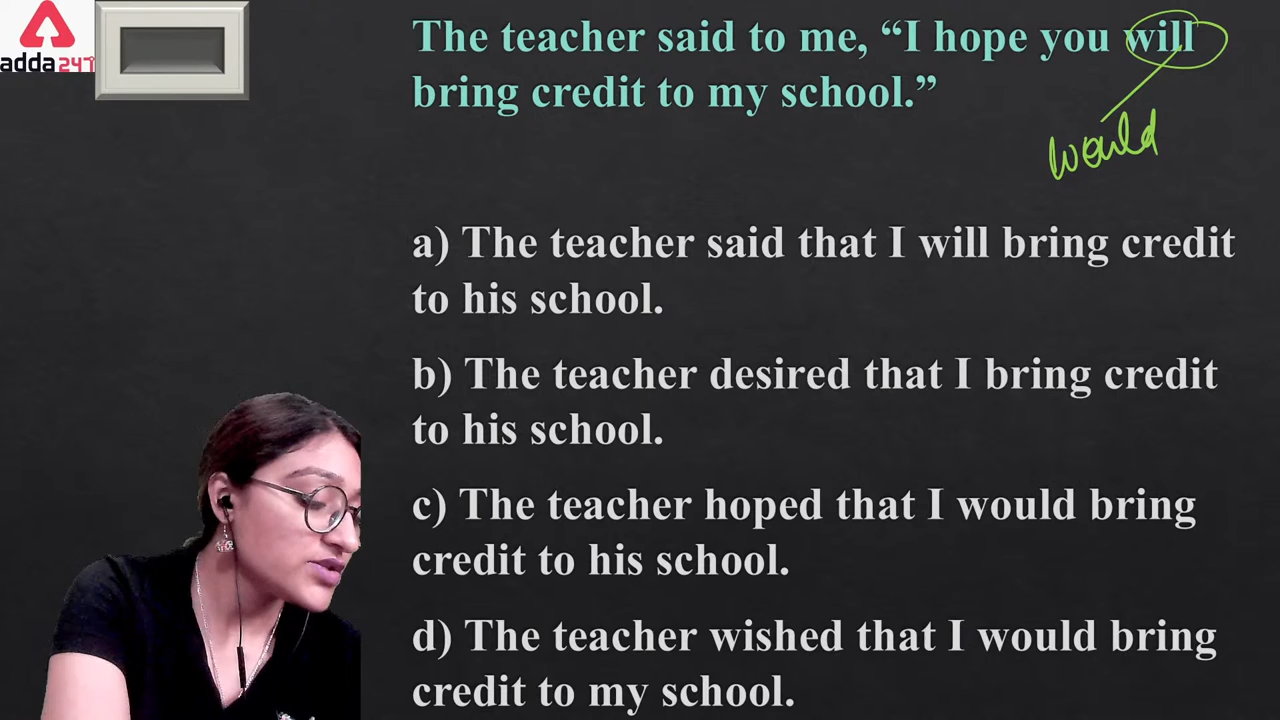 adda247
The teacher said to me, “I hope you will
bring credit to my school.”
would
a) The teacher said that I will bring credit
to his school.
b) The teacher desired that I bring credit
to his school.
c) The teacher hoped that I would bring
credit to his school.
d) The teacher wished that I would bring
credit to my school.